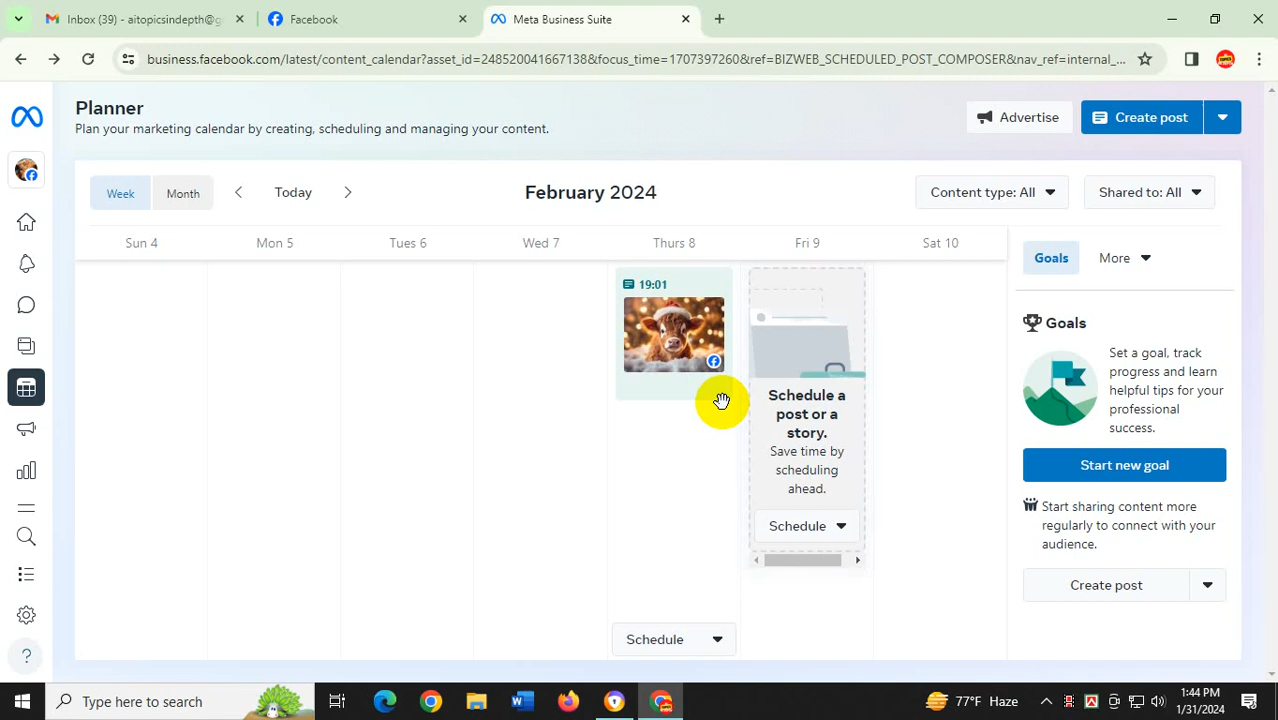 Inbox (39) - aitopicsindepth@g
Facebook
Meta Business Suite
business.facebook.com/latest/content_calendar?asset_id=248520041667138&focus_time=1707397260&ref=BIZWEB_SCHEDULED_POST_COMPOSER&nav_ref=internal_...
Planner
Plan your marketing calendar by creating, scheduling and managing your content.
Advertise
Create post
Week
Month
Today
February 2024
Content type: All
Shared to: All
Sun 4
Mon 5
Tues 6
Wed 7
Thurs 8
Fri 9
Sat 10
19:01
Schedule a
post or a
story.
Save time by
scheduling
ahead.
Schedule
Schedule
Goals
More
Goals
Set a goal, track
progress and learn
helpful tips for your
professional
success.
Start new goal
Start sharing content more
regularly to connect with your
audience.
Create post
?
Type here to search
77°F Haze
1:44 PM
1/31/2024